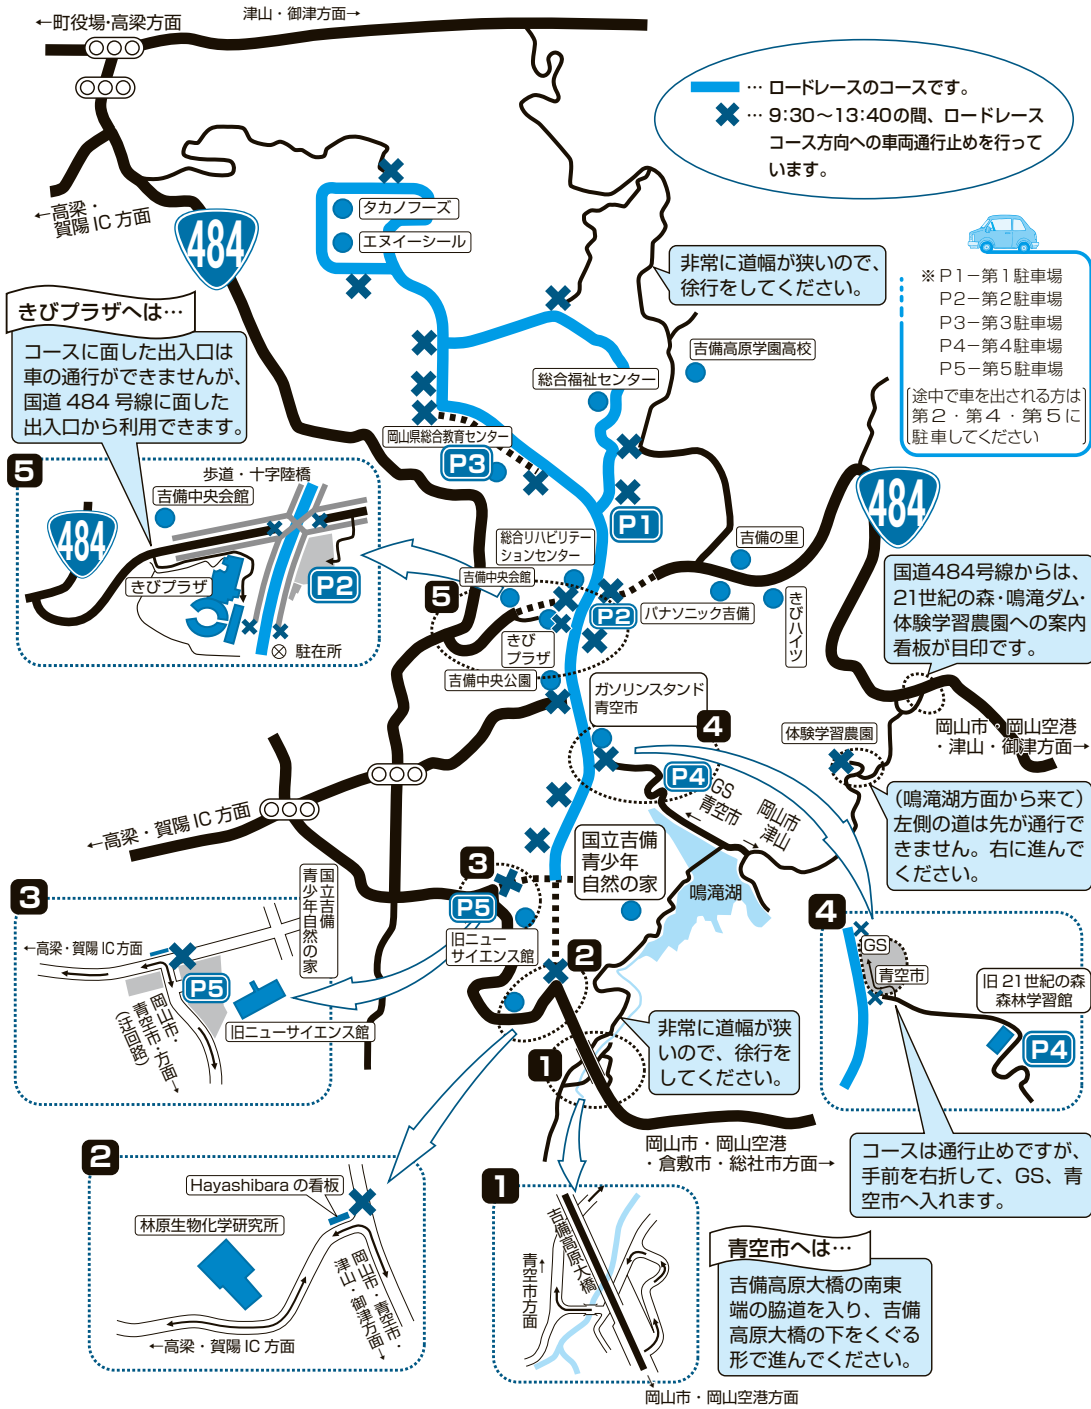 ←町役場・高梁方面
津山・御津方面→
… ロードレースのコースです。
… 9:30〜13:40の間、ロードレース
コース方向への車両通行止めを行って
います。
←高梁・
賀陽 IC 方面
484
タカノフーズ
エヌイーシール
非常に道幅が狭いので、
徐行をしてください。
※P1−第1駐車場
P2−第2駐車場
P3−第3駐車場
P4−第4駐車場
P5−第5駐車場
途中で車を出される方は
第2・第4・第5に
駐車してください
きびプラザへは…
コースに面した出入口は
車の通行ができませんが、
国道 484 号線に面した
出入口から利用できます。
吉備高原学園高校
総合福祉センター
岡山県総合教育センター
P3
P1
484
5
歩道・十字陸橋
吉備中央会館
484
きびプラザ
P2
駐在所
総合リハビリテー
ションセンター
吉備中央会館
5
P2
きび
プラザ
吉備中央公園
吉備の里
パナソニック吉備
きびハイツ
国道484号線からは、
21世紀の森・鳴滝ダム・
体験学習農園への案内
看板が目印です。
岡山市・岡山空港
・津山・御津方面→
ガソリンスタンド
青空市
4
P4
GS
青空市
岡山市
津山
体験学習農園
(鳴滝湖方面から来て)
左側の道は先が通行で
きません。右に進んで
ください。
←高梁・賀陽 IC 方面
国立吉備
青少年
自然の家
鳴滝湖
3
P5
旧ニュー
サイエンス館
2
1
3
国立吉備
青少年自然の家
←高梁・賀陽 IC 方面
P5
岡山市・
青空市・方面→
(迂回路)
旧ニューサイエンス館
非常に道幅が狭
いので、徐行を
してください。
4
GS
青空市
旧 21世紀の森
森林学習館
P4
岡山市・岡山空港
・倉敷市・総社市方面→
コースは通行止めですが、
手前を右折して、GS、青
空市へ入れます。
2
Hayashibara の看板
林原生物化学研究所
岡山市・青空市・
津山・御津方面→
←高梁・賀陽 IC 方面
1
吉備高原大橋
青空市方面→
岡山市・岡山空港方面
青空市へは…
吉備高原大橋の南東
端の脇道を入り、吉備
高原大橋の下をくぐる
形で進んでください。